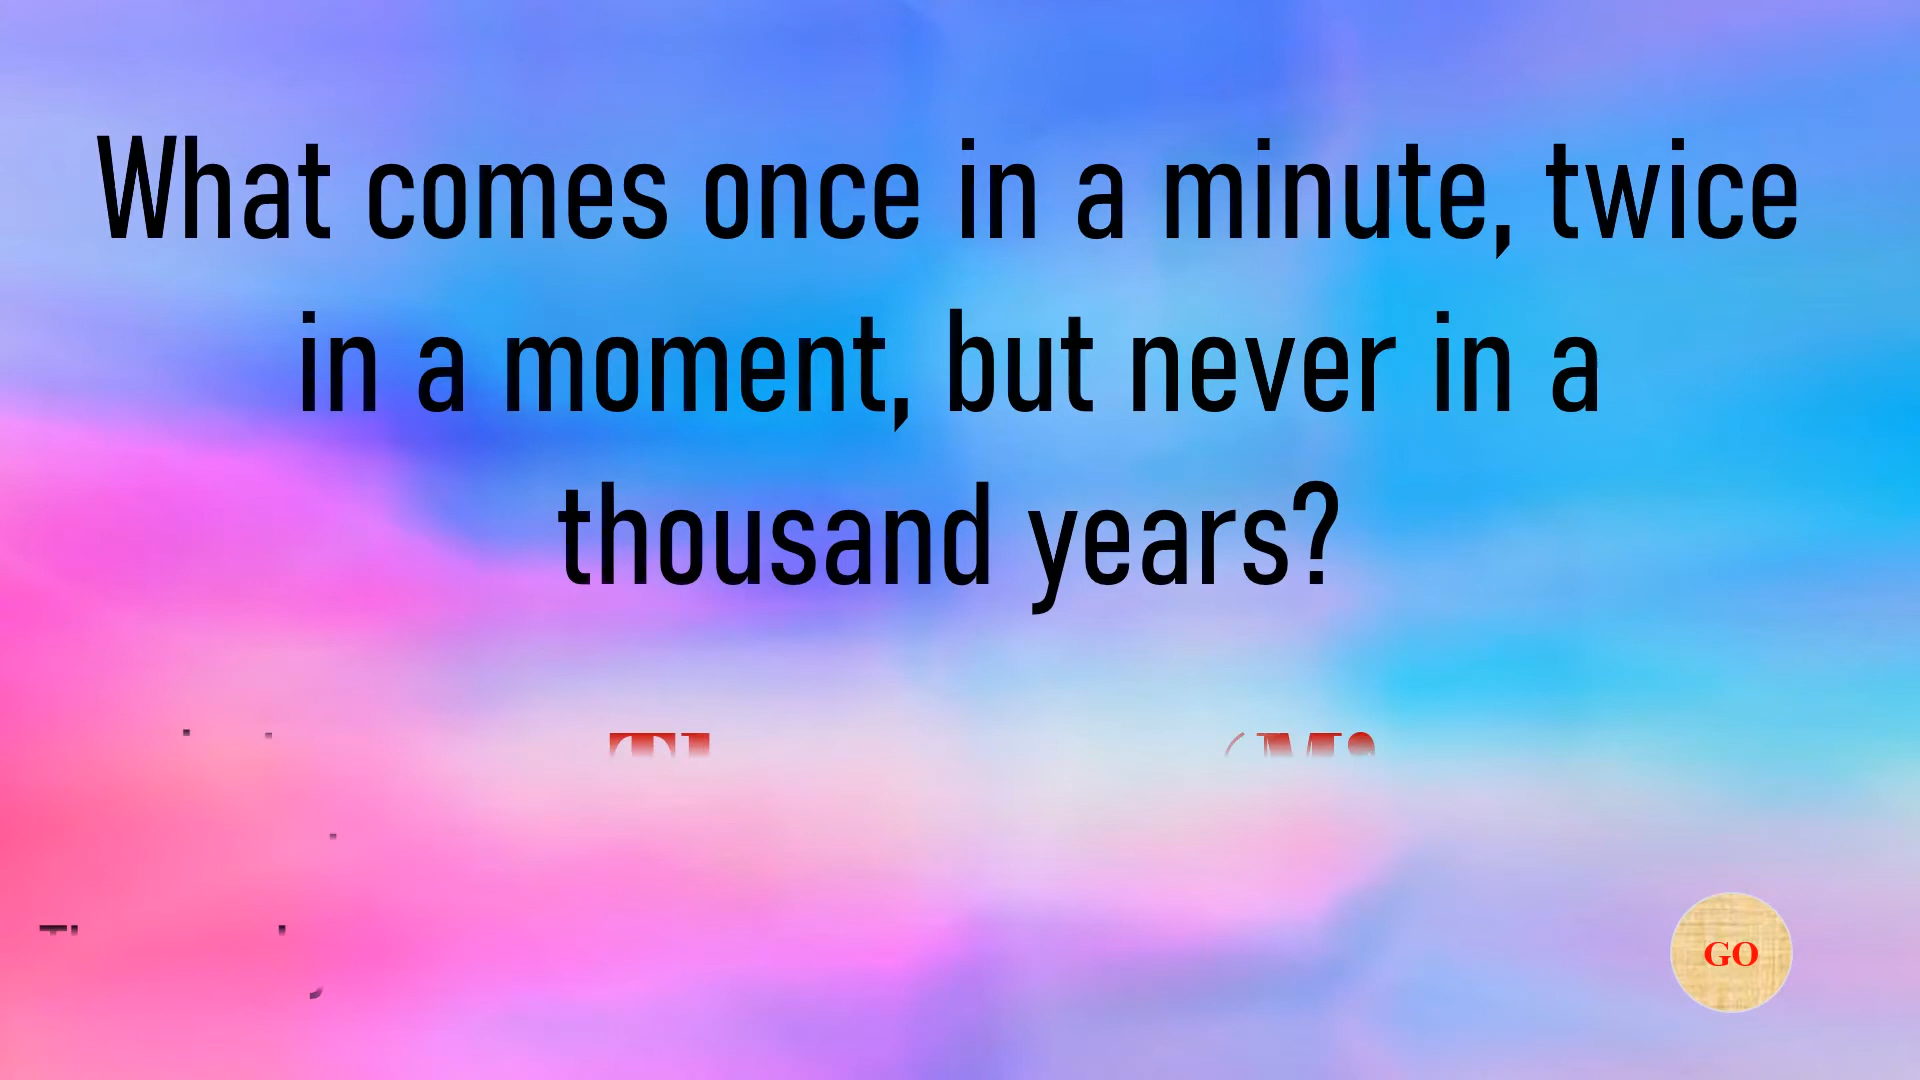 What comes once in a minute, twice
in a moment, but never in a
thousand years?
GO